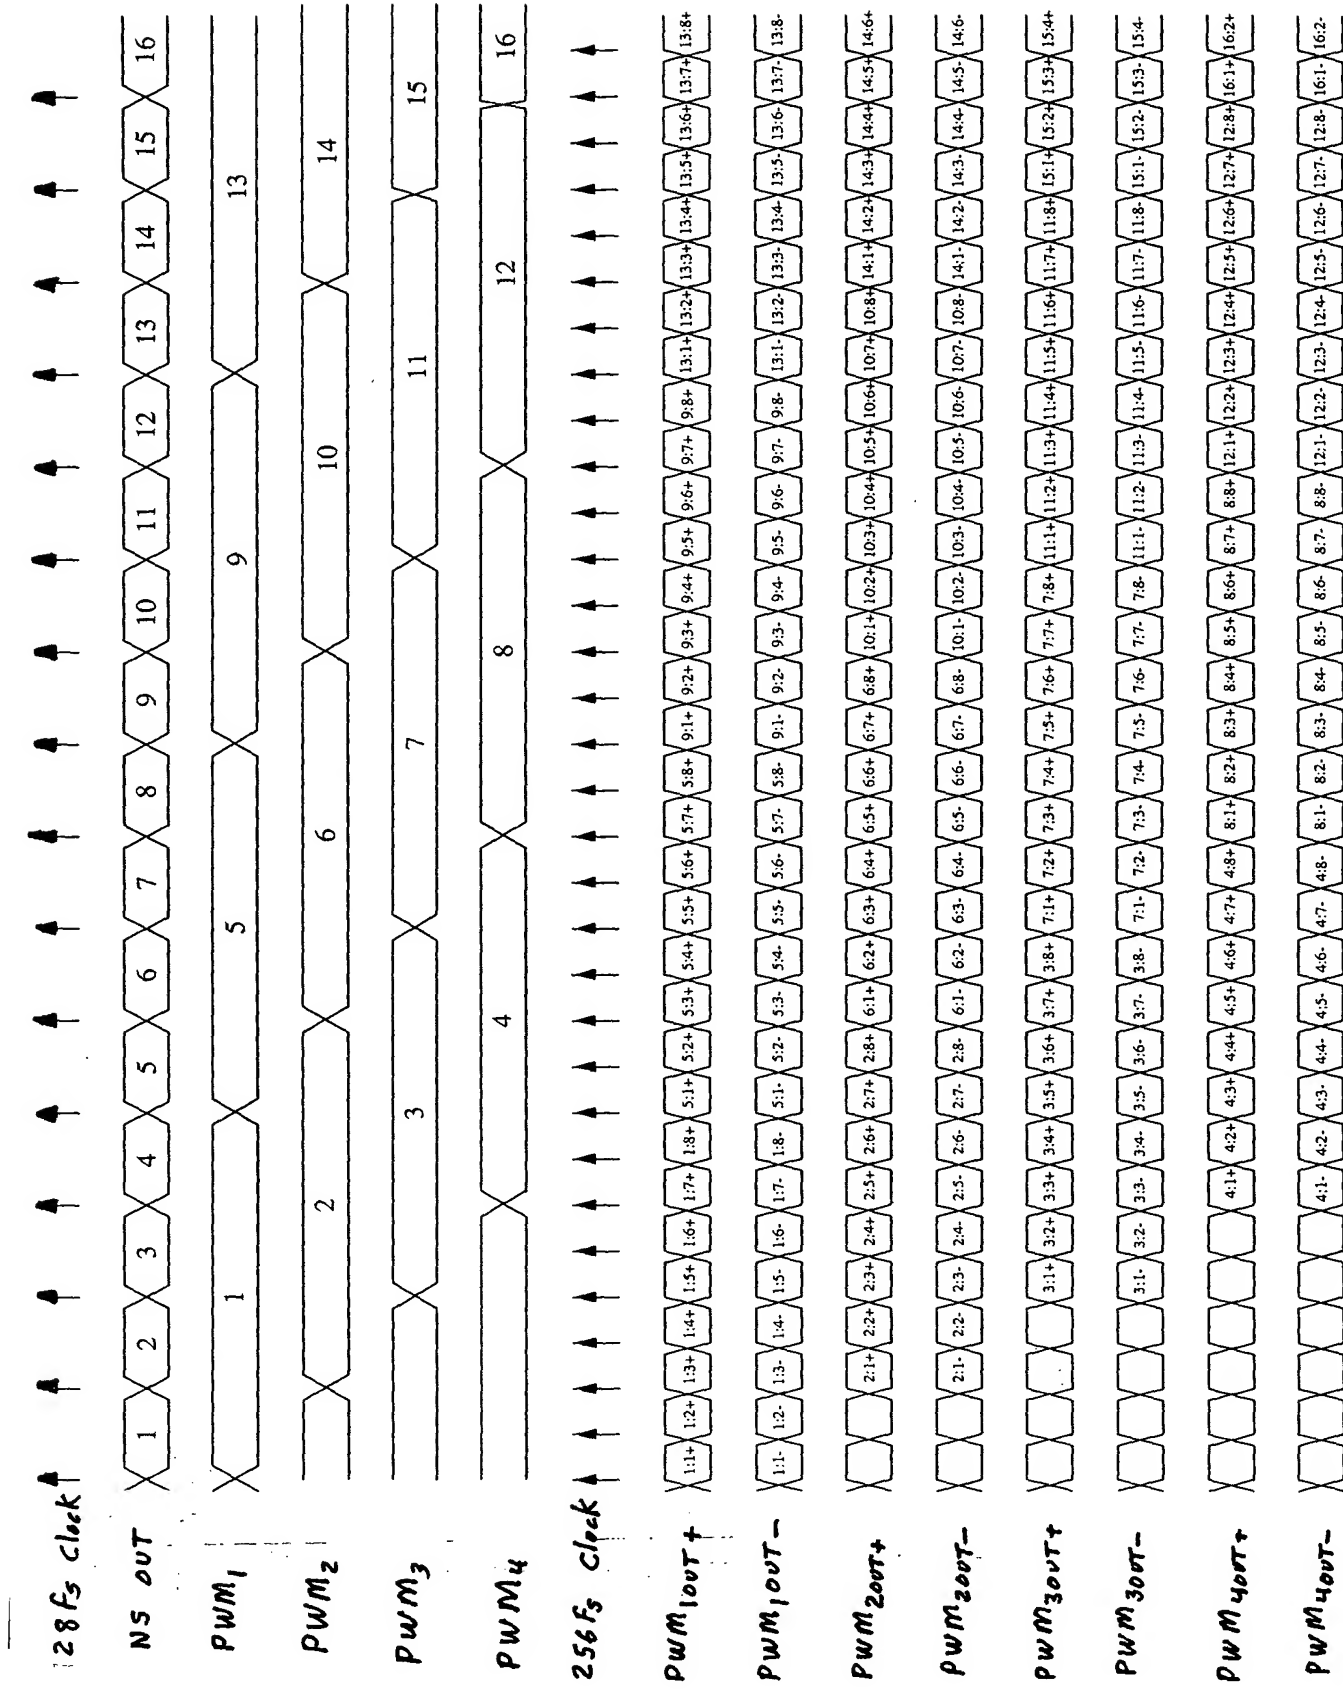 128Fs Clock
NS OUT 1 2 3 4 5 6 7 8 9 10 11 12 13 14 15 16
PWM1 1 5 9 13
PWM2 2 6 10 14
PWM3 3 7 11 15
PWM4 4 8 12 16
256Fs Clock
PWM1OUT+ 1:1+ 1:2+ 1:3+ 1:4+ 1:5+ 1:6+ 1:7+ 1:8+ 5:1+ 5:2+ 5:3+ 5:4+ 5:5+ 5:6+ 5:7+ 5:8+ 9:1+ 9:2+ 9:3+ 9:4+ 9:5+ 9:6+ 9:7+ 9:8+ 13:1+ 13:2+ 13:3+ 13:4+ 13:5+ 13:6+ 13:7+ 13:8+
PWM1OUT- 1:1- 1:2- 1:3- 1:4- 1:5- 1:6- 1:7- 1:8- 5:1- 5:2- 5:3- 5:4- 5:5- 5:6- 5:7- 5:8- 9:1- 9:2- 9:3- 9:4- 9:5- 9:6- 9:7- 9:8- 13:1- 13:2- 13:3- 13:4- 13:5- 13:6- 13:7- 13:8-
PWM2OUT+ 2:1+ 2:2+ 2:3+ 2:4+ 2:5+ 2:6+ 2:7+ 2:8+ 6:1+ 6:2+ 6:3+ 6:4+ 6:5+ 6:6+ 6:7+ 6:8+ 10:1+ 10:2+ 10:3+ 10:4+ 10:5+ 10:6+ 10:7+ 10:8+ 14:1+ 14:2+ 14:3+ 14:4+ 14:5+ 14:6+
PWM2OUT- 2:1- 2:2- 2:3- 2:4- 2:5- 2:6- 2:7- 2:8- 6:1- 6:2- 6:3- 6:4- 6:5- 6:6- 6:7- 6:8- 10:1- 10:2- 10:3- 10:4- 10:5- 10:6- 10:7- 10:8- 14:1- 14:2- 14:3- 14:4- 14:5- 14:6-
PWM3OUT+ 3:1+ 3:2+ 3:3+ 3:4+ 3:5+ 3:6+ 3:7+ 3:8+ 7:1+ 7:2+ 7:3+ 7:4+ 7:5+ 7:6+ 7:7+ 7:8+ 11:1+ 11:2+ 11:3+ 11:4+ 11:5+ 11:6+ 11:7+ 11:8+ 15:1+ 15:2+ 15:3+ 15:4+
PWM3OUT- 3:1- 3:2- 3:3- 3:4- 3:5- 3:6- 3:7- 3:8- 7:1- 7:2- 7:3- 7:4- 7:5- 7:6- 7:7- 7:8- 11:1- 11:2- 11:3- 11:4- 11:5- 11:6- 11:7- 11:8- 15:1- 15:2- 15:3- 15:4-
PWM4OUT+ 4:1+ 4:2+ 4:3+ 4:4+ 4:5+ 4:6+ 4:7+ 4:8+ 8:1+ 8:2+ 8:3+ 8:4+ 8:5+ 8:6+ 8:7+ 8:8+ 12:1+ 12:2+ 12:3+ 12:4+ 12:5+ 12:6+ 12:7+ 12:8+ 16:1+ 16:2+
PWM4OUT- 4:1- 4:2- 4:3- 4:4- 4:5- 4:6- 4:7- 4:8- 8:1- 8:2- 8:3- 8:4- 8:5- 8:6- 8:7- 8:8- 12:1- 12:2- 12:3- 12:4- 12:5- 12:6- 12:7- 12:8- 16:1- 16:2-